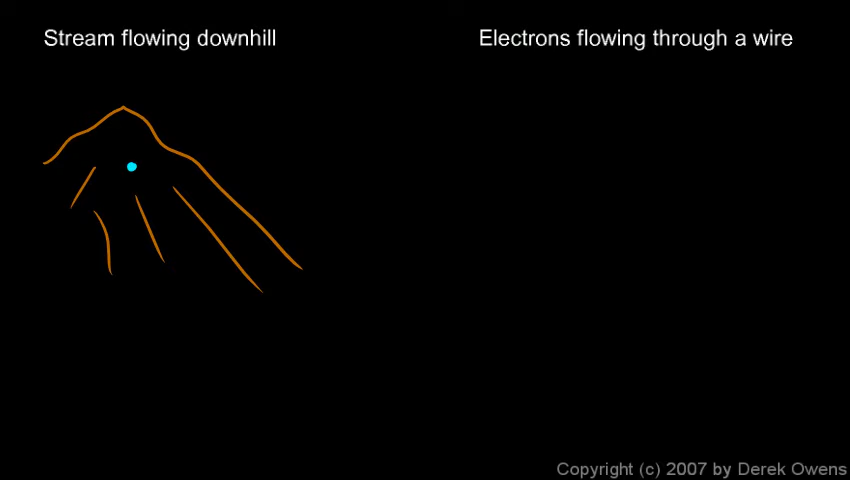 Stream flowing downhill
Electrons flowing through a wire
Copyright (c) 2007 by Derek Owens